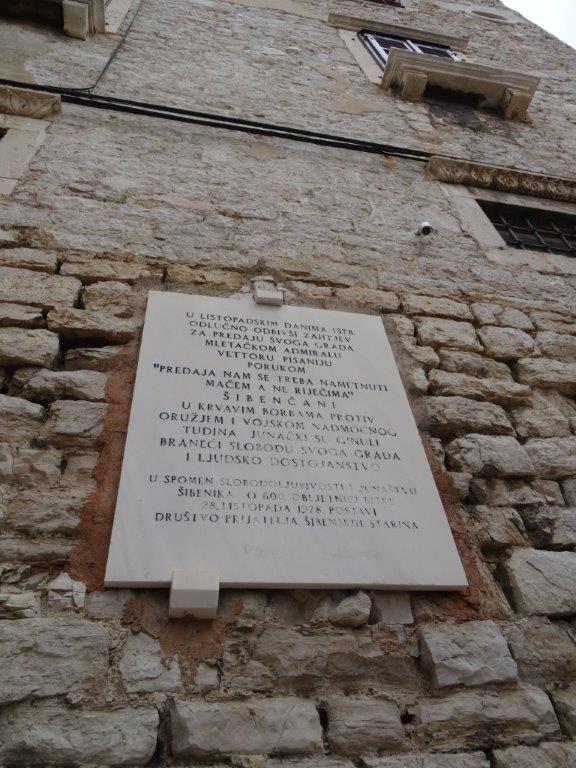 U LISTOPADSKIM DANIMA 1378.
ODLUČNO ODBIVŠI ZAHTJEV
ZA PREDAJU SVOGA GRADA
MLETAČKOM ADMIRALU
VETTORU PISANIJU
PORUKOM
"PREDAJA NAM SE TREBA NAMETNUTI
MAČEM A NE RIJEČIMA"
ŠIBENČANI
U KRVAVIM BORBAMA PROTIV
ORUŽJEM I VOJSKOM NADMOĆNOG
TUĐINA JUNAČKI SU GINULI
BRANEĆI SLOBODU SVOGA GRADA
I LJUDSKO DOSTOJANSTVO
U SPOMEN SLOBODOLJUBIVOSTI I JUNAŠTVU
ŠIBENIKA O 600. OBLJETNICI BITKE
28. LISTOPADA 1978. POSTAVI
DRUŠTVO PRIJATELJA ŠIBENSKIH STARINA